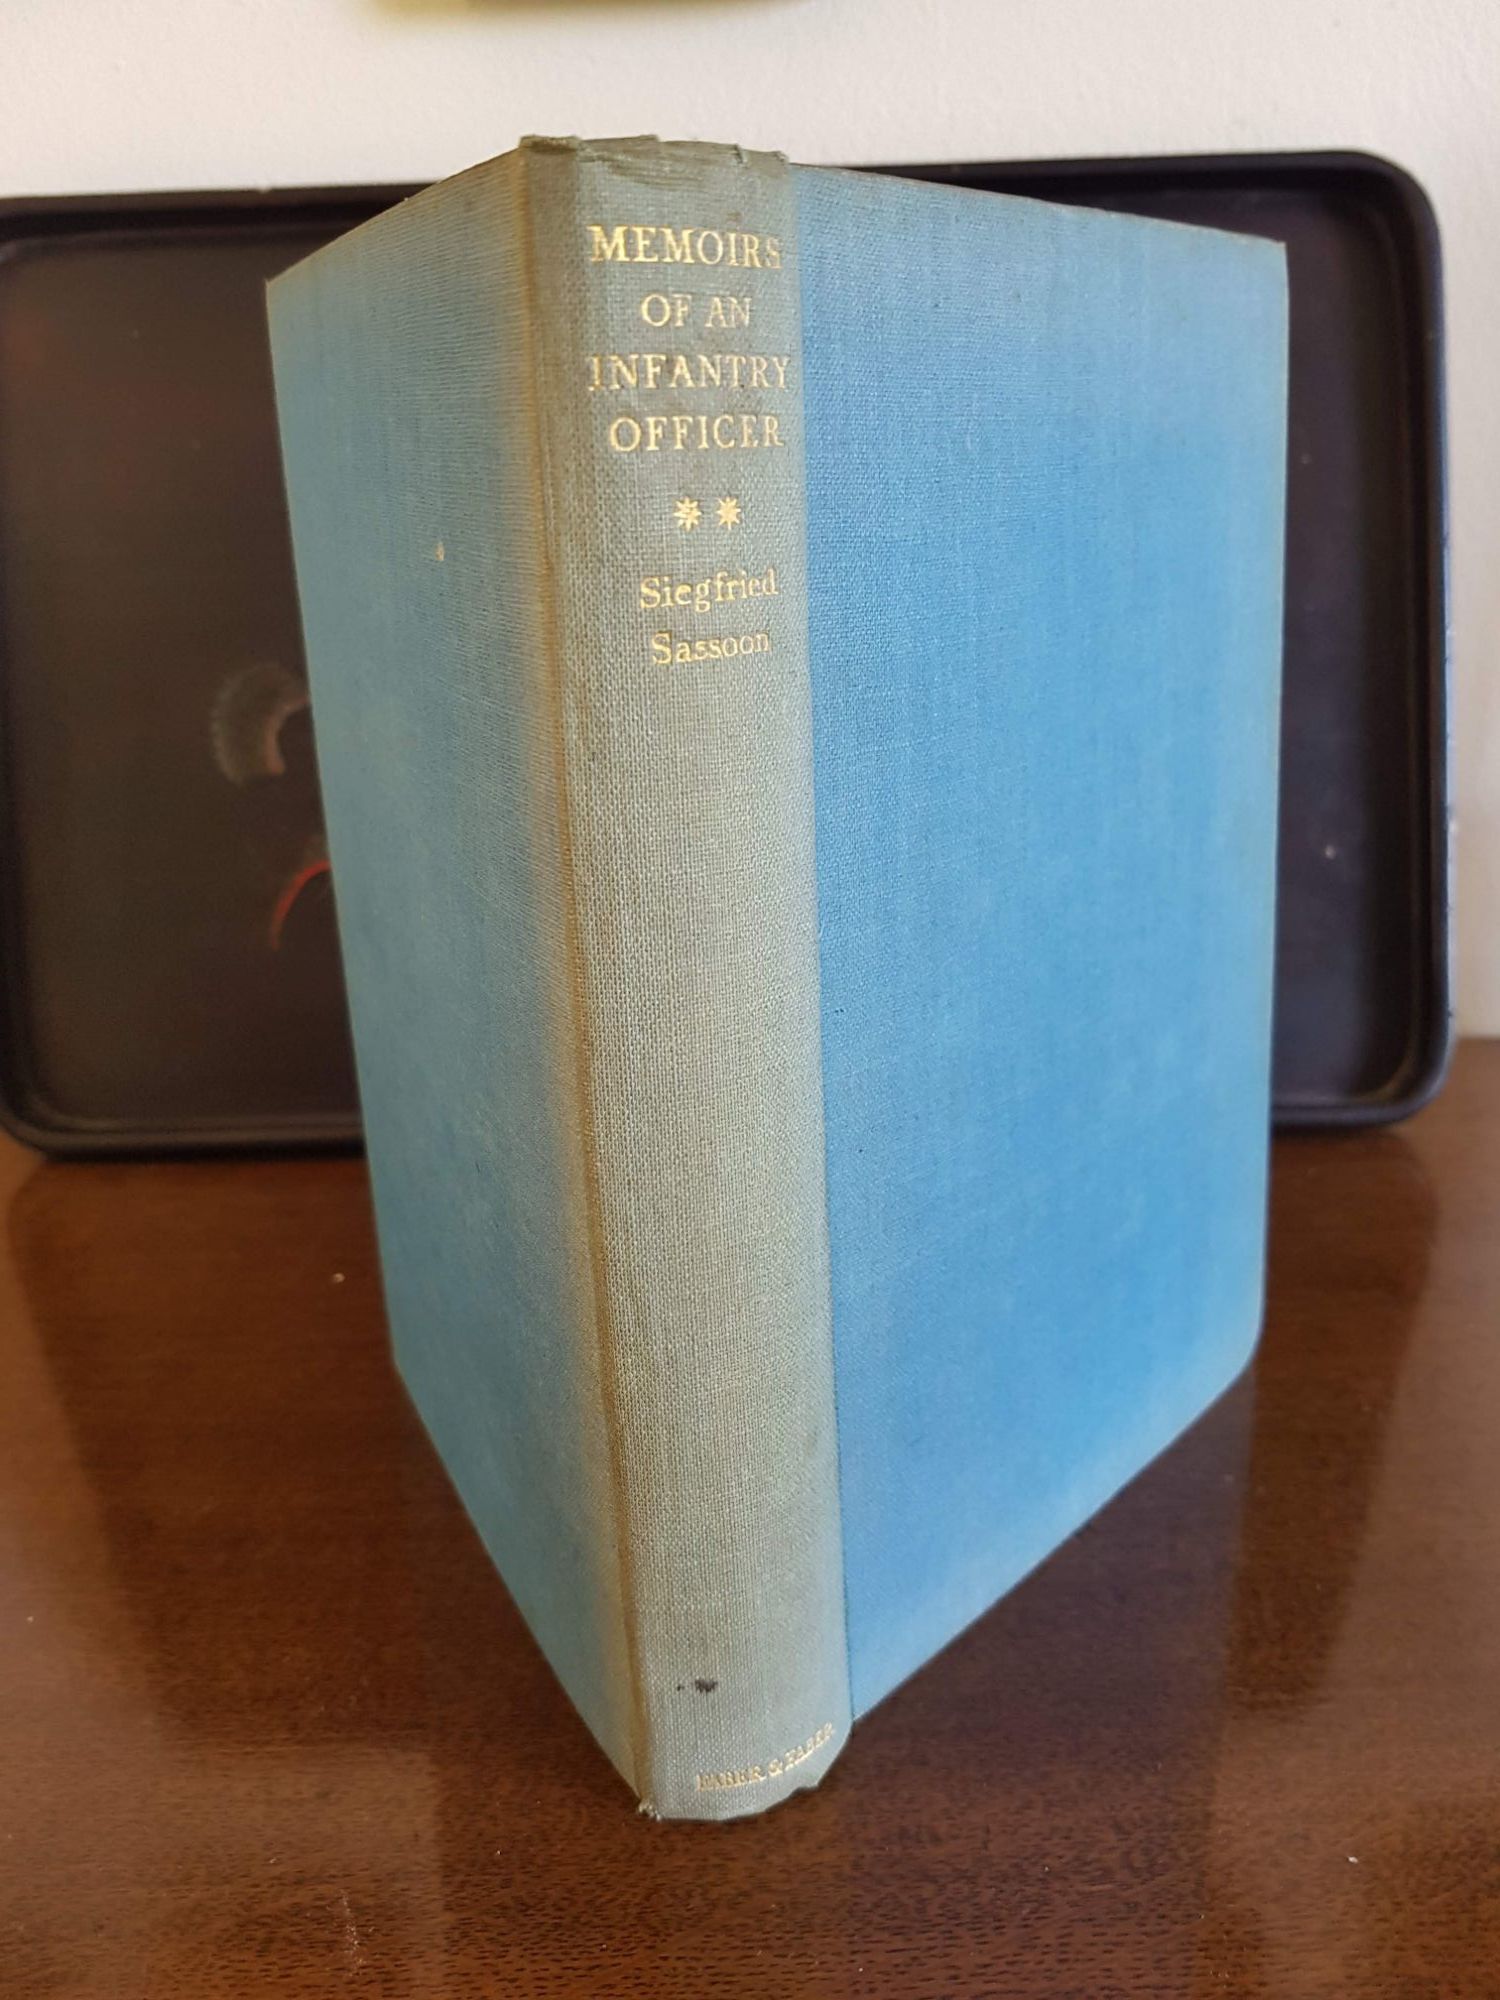 MEMOIRS
OF AN
INFANTRY
OFFICER
Siegfried
Sassoon
FABER & FABER